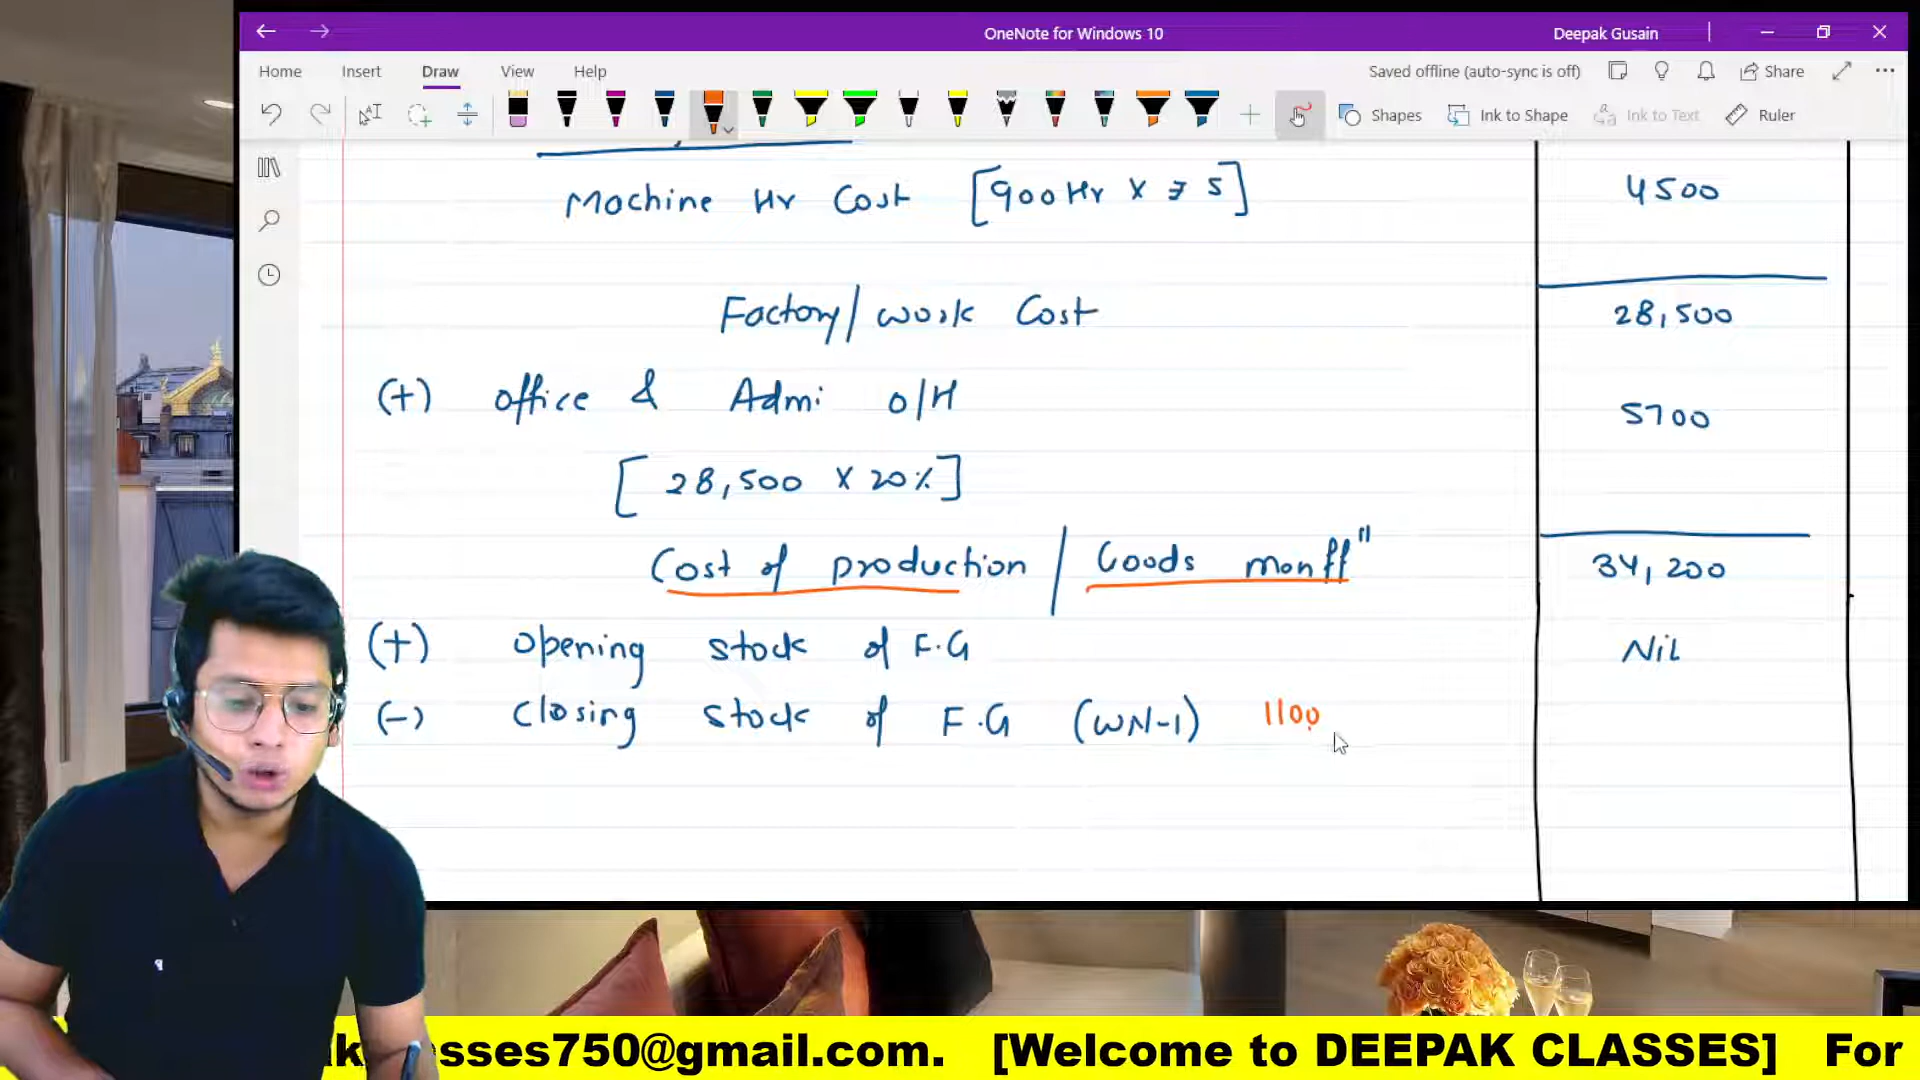 OneNote for Windows 10 Deepak Gusain
Home Insert Draw View Help Saved offline (auto-sync is off) Share
Shapes Ink to Shape Ink to Text Ruler
Machine Hr Cost [900 Hr × ₹ 5] 4500
Factory/work Cost 28,500
(+) office & Admi: O/H 5700
[28,500 × 20%]
Cost of production / Goods manff" 34,200
(+) opening stock of F.G Nil
(-) closing stock of F.G (WN-1) 1100
asses750@gmail.com. [Welcome to DEEPAK CLASSES] For